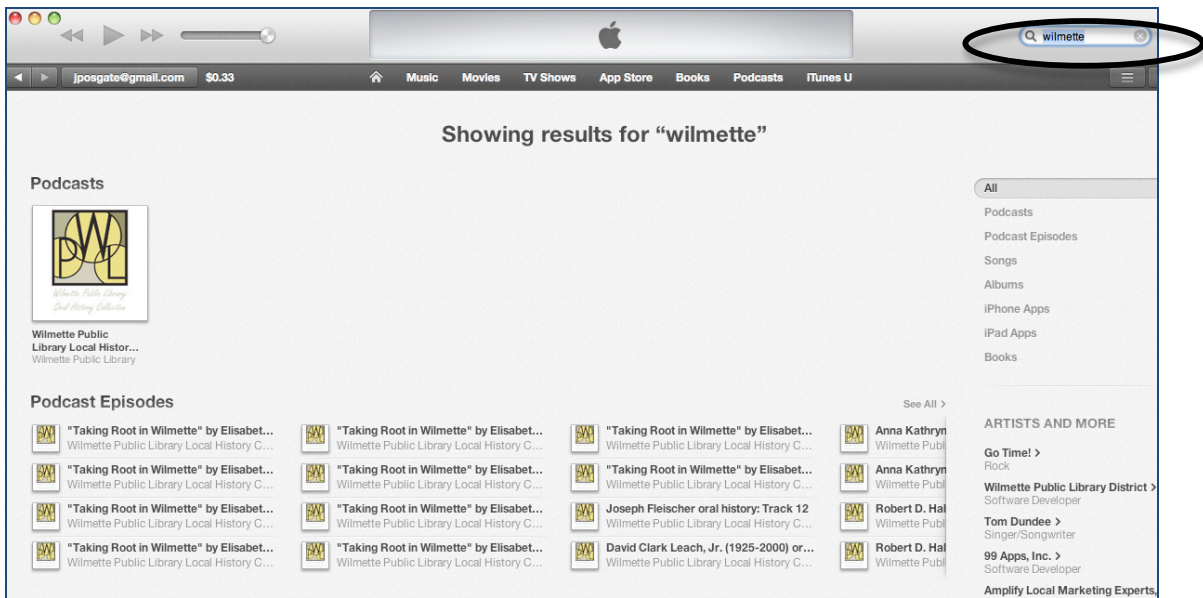 wilmette
jposgate@gmail.com $0.33 Music Movies TV Shows App Store Books Podcasts iTunes U
Showing results for “wilmette”
Podcasts
PWPL
Wilmette Public Library
Oral History Collection
Wilmette Public
Library Local Histor...
Wilmette Public Library
All
Podcasts
Podcast Episodes
Songs
Albums
iPhone Apps
iPad Apps
Books
Podcast Episodes
See All >
"Taking Root in Wilmette" by Elisabet...
Wilmette Public Library Local History C...
"Taking Root in Wilmette" by Elisabet...
Wilmette Public Library Local History C...
"Taking Root in Wilmette" by Elisabet...
Wilmette Public Library Local History C...
"Taking Root in Wilmette" by Elisabet...
Wilmette Public Library Local History C...
"Taking Root in Wilmette" by Elisabet...
Wilmette Public Library Local History C...
"Taking Root in Wilmette" by Elisabet...
Wilmette Public Library Local History C...
"Taking Root in Wilmette" by Elisabet...
Wilmette Public Library Local History C...
"Taking Root in Wilmette" by Elisabet...
Wilmette Public Library Local History C...
"Taking Root in Wilmette" by Elisabet...
Wilmette Public Library Local History C...
"Taking Root in Wilmette" by Elisabet...
Wilmette Public Library Local History C...
Joseph Fleischer oral history: Track 12
Wilmette Public Library Local History C...
David Clark Leach, Jr. (1925-2000) or...
Wilmette Public Library Local History C...
Anna Kathryn
Wilmette Publ
Anna Kathryn
Wilmette Publ
Robert D. Hal
Wilmette Publ
Robert D. Hal
Wilmette Publ
ARTISTS AND MORE
Go Time! >
Rock
Wilmette Public Library District >
Software Developer
Tom Dundee >
Singer/Songwriter
99 Apps, Inc. >
Software Developer
Amplify Local Marketing Experts,